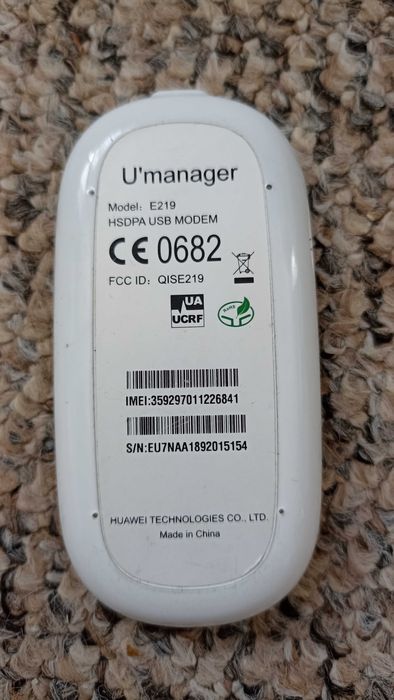 U'manager
Model: E219
HSDPA USB MODEM
CE 0682
FCC ID: QISE219
UA
UCRF
RoHS
IMEI:359297011226841
S/N:EU7NAA1892015154
HUAWEI TECHNOLOGIES CO., LTD.
Made in China